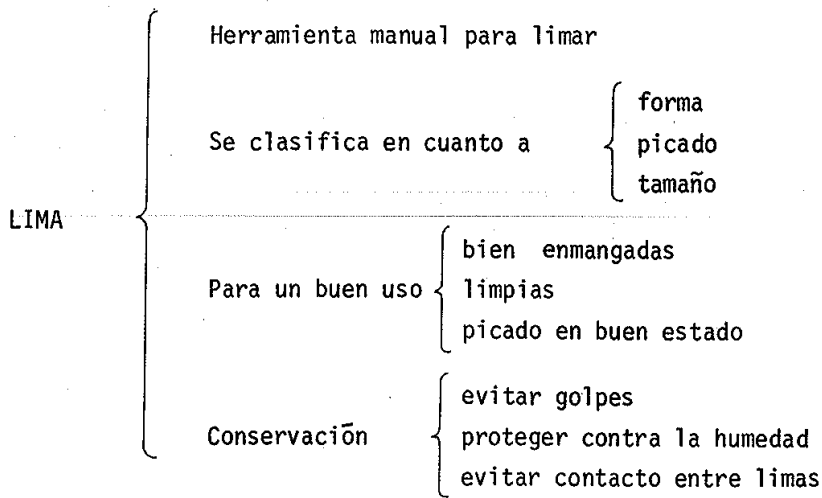 Herramienta manual para limar
forma
Se clasifica en cuanto a
picado
tamaño
LIMA
bien enmangadas
Para un buen uso
limpias
picado en buen estado
evitar golpes
Conservación
proteger contra la humedad
evitar contacto entre limas